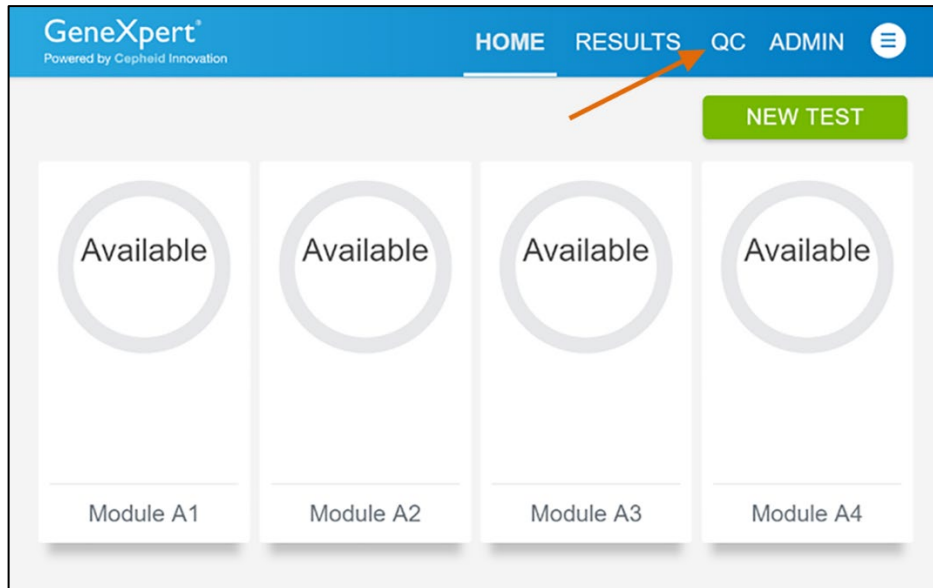 GeneXpert®
Powered by Cepheid Innovation
HOME RESULTS QC ADMIN
NEW TEST
Available Available Available Available
Module A1 Module A2 Module A3 Module A4